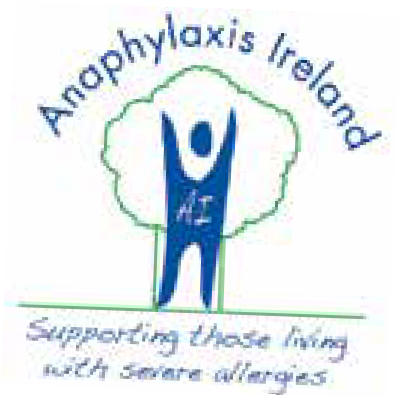 Anaphylaxis Ireland
AI
Supporting those living
with severe allergies